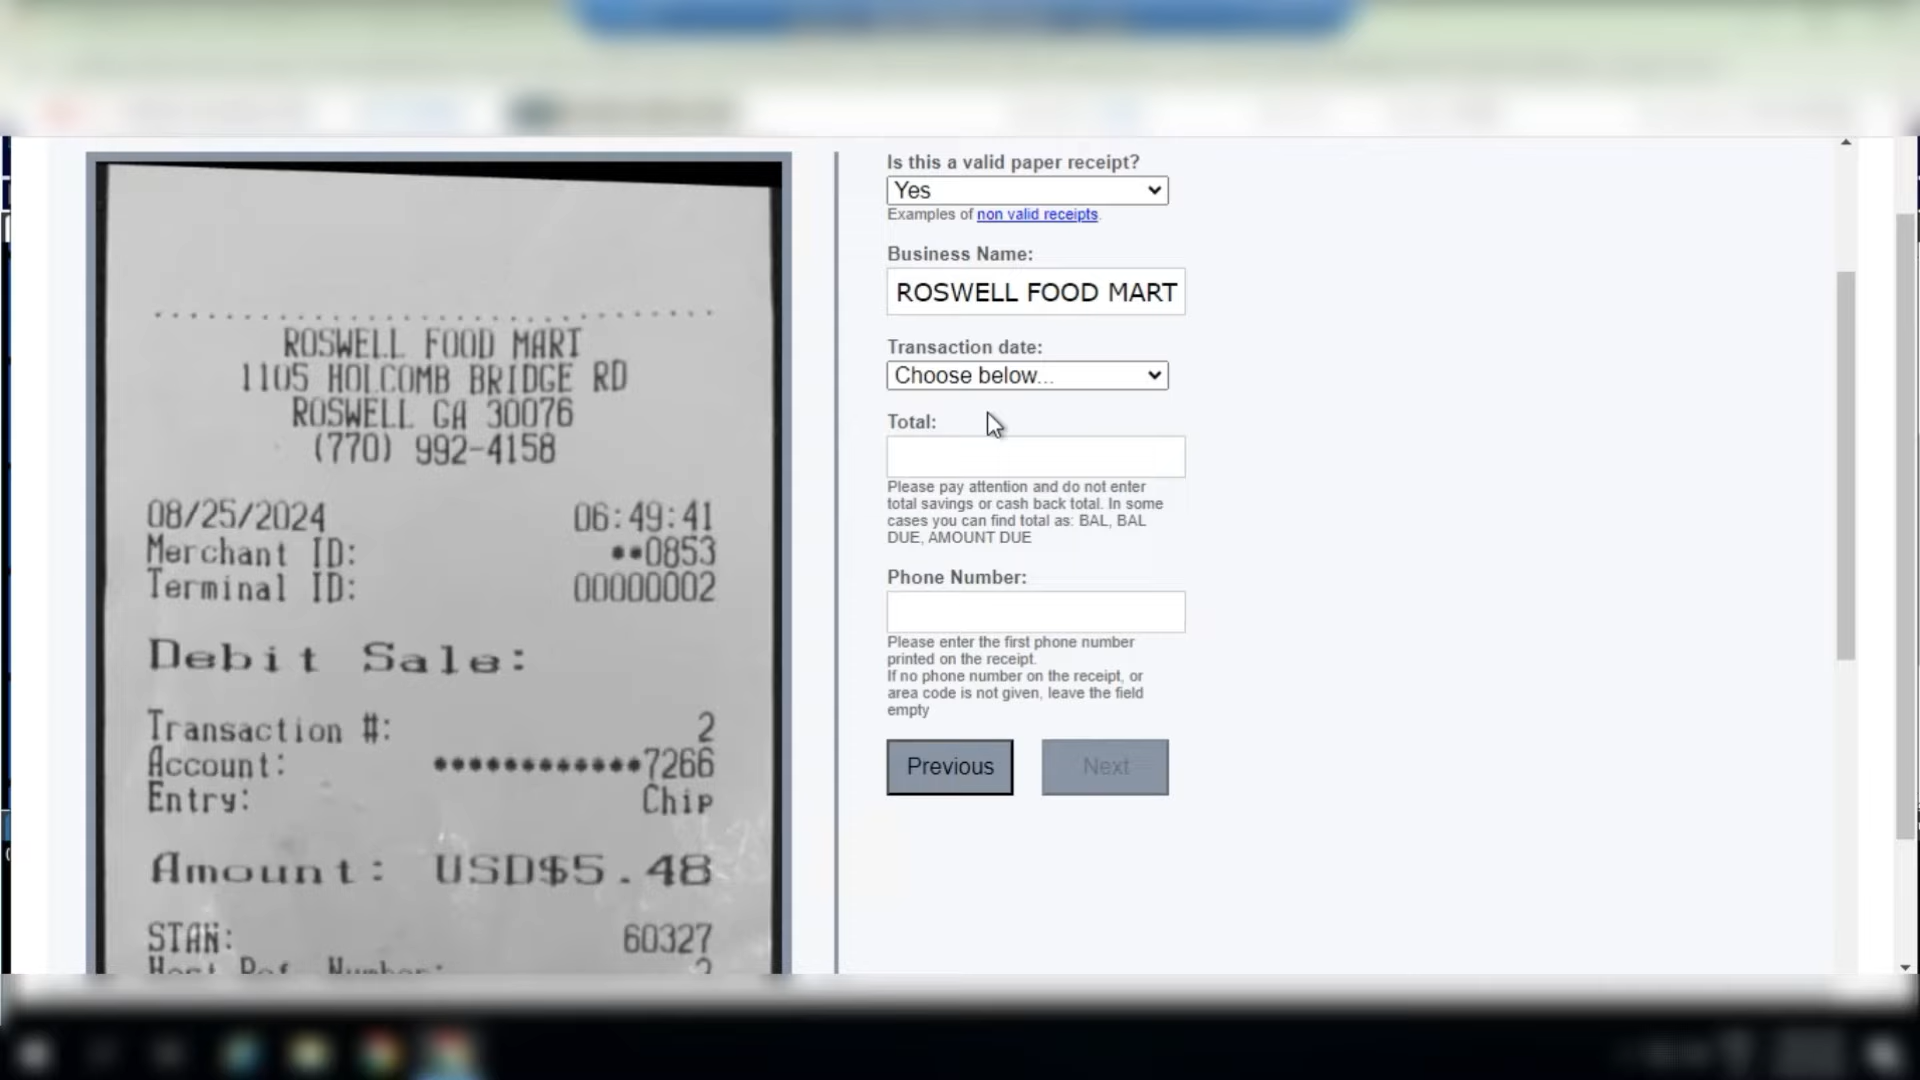 ROSWELL FOOD MART
1105 HOLCOMB BRIDGE RD
ROSWELL GA 30076
(770) 992-4158
08/25/2024 06:49:41
Merchant ID: ••0853
Terminal ID: 00000002
Debit Sale:
Transaction #: 2
Account: ••••••••••••7266
Entry: Chip
Amount: USD$5.48
STAN: 60327
Host Ref. Number: 2
Is this a valid paper receipt?
Yes
Examples of non valid receipts.
Business Name:
ROSWELL FOOD MART
Transaction date:
Choose below...
Total:
Please pay attention and do not enter
total savings or cash back total. In some
cases you can find total as: BAL, BAL
DUE, AMOUNT DUE
Phone Number:
Please enter the first phone number
printed on the receipt.
If no phone number on the receipt, or
area code is not given, leave the field
empty
Previous
Next